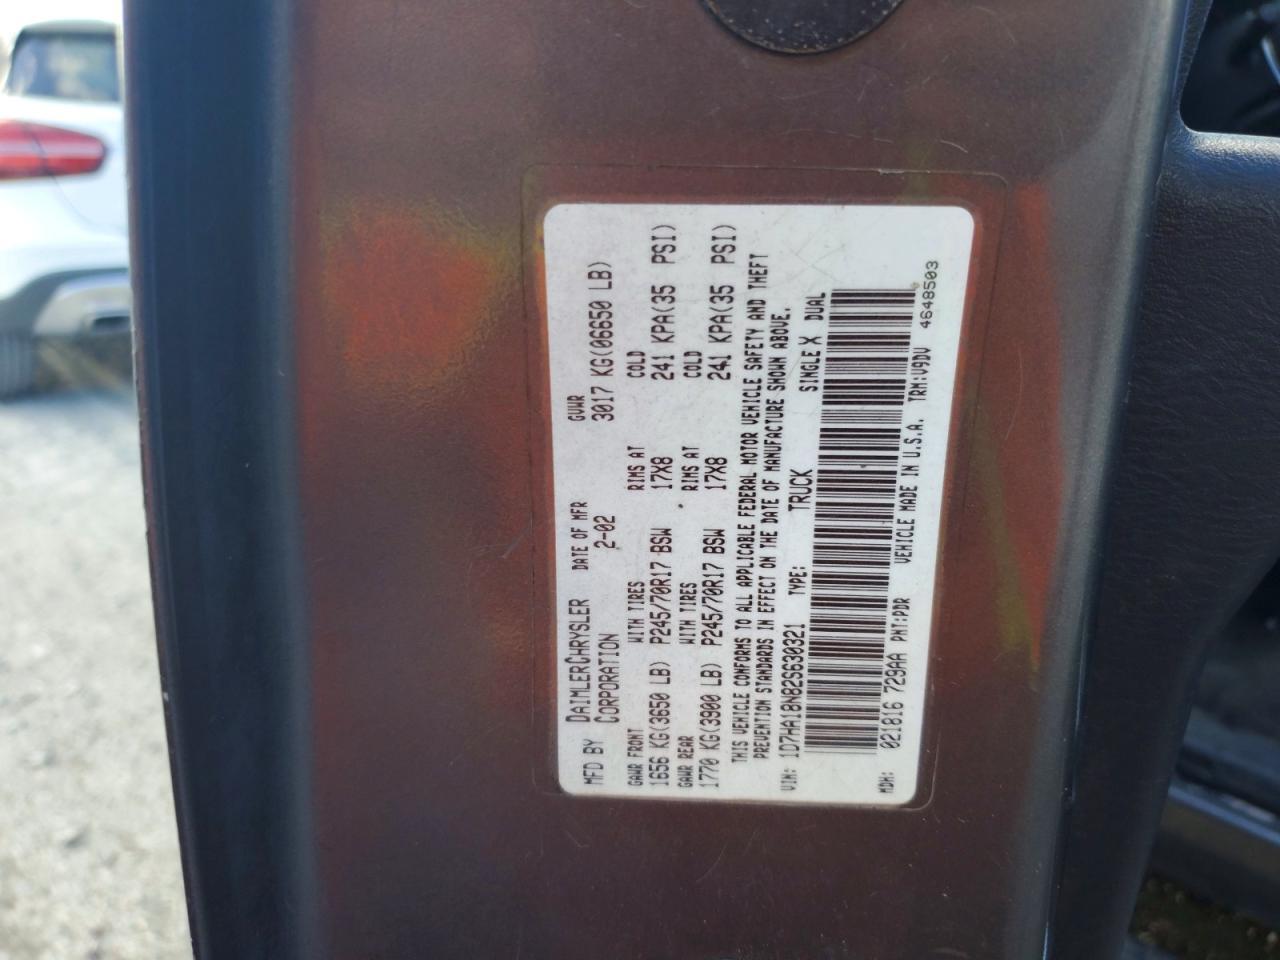 MFD BY DAIMLERCHRYSLER DATE OF MFR GVWR
CORPORATION 2-02 3017 KG(06650 LB)
GAWR FRONT WITH TIRES RIMS AT COLD
1656 KG(3650 LB) P245/70R17 BSW 17X8 241 KPA(35 PSI)
GAWR REAR WITH TIRES RIMS AT COLD
1770 KG(3900 LB) P245/70R17 BSW 17X8 241 KPA(35 PSI)
THIS VEHICLE CONFORMS TO ALL APPLICABLE FEDERAL MOTOR VEHICLE SAFETY AND THEFT
PREVENTION STANDARDS IN EFFECT ON THE DATE OF MANUFACTURE SHOWN ABOVE.
VIN: 1D7HA18N82S630321 TYPE: TRUCK SINGLE X DUAL
MDH: 021816 729AA PNT:PDR VEHICLE MADE IN U.S.A. TRM:V9DV 4648503